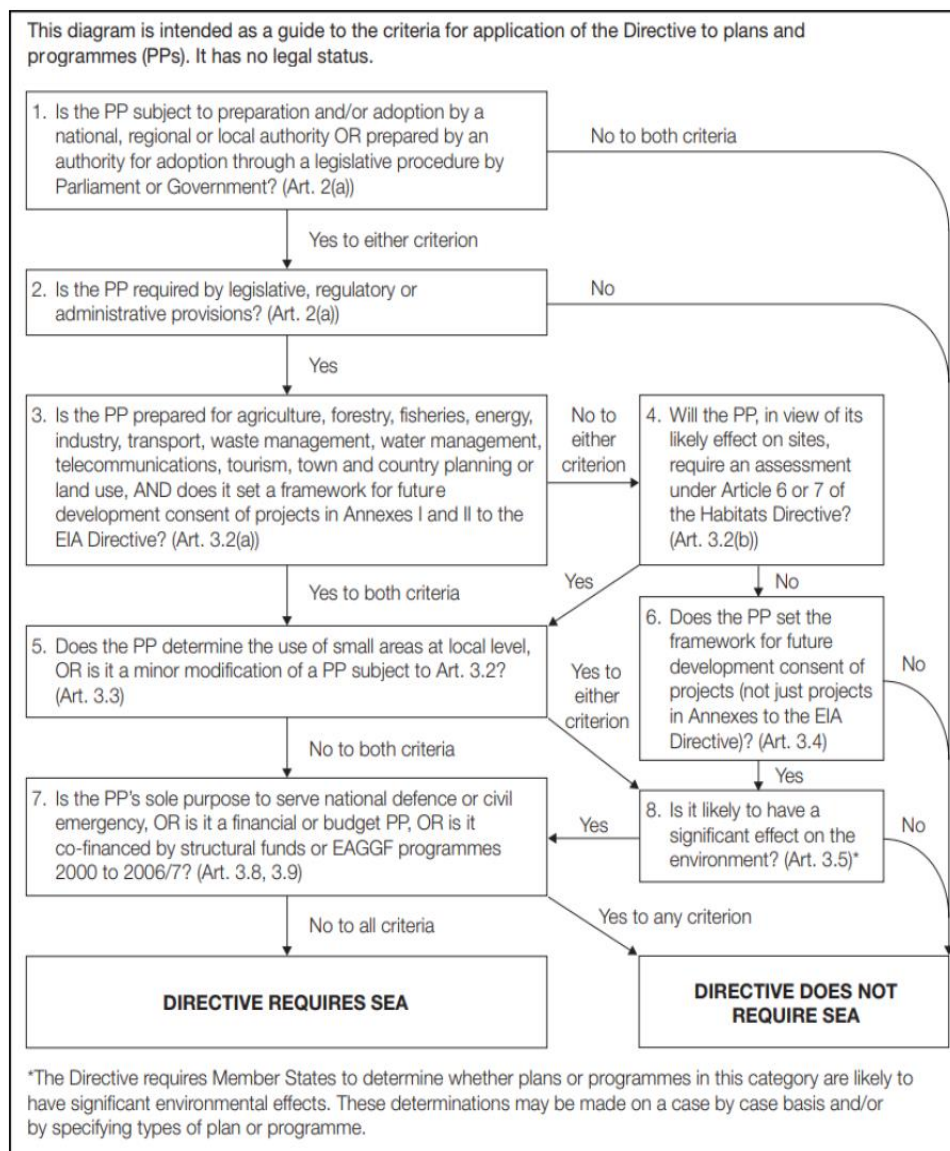 This diagram is intended as a guide to the criteria for application of the Directive to plans and
programmes (PPs). It has no legal status.
1. Is the PP subject to preparation and/or adoption by a
national, regional or local authority OR prepared by an
authority for adoption through a legislative procedure by
Parliament or Government? (Art. 2(a))
No to both criteria
Yes to either criterion
2. Is the PP required by legislative, regulatory or
administrative provisions? (Art. 2(a))
No
Yes
3. Is the PP prepared for agriculture, forestry, fisheries, energy,
industry, transport, waste management, water management,
telecommunications, tourism, town and country planning or
land use, AND does it set a framework for future
development consent of projects in Annexes I and II to the
EIA Directive? (Art. 3.2(a))
No to
either
criterion
4. Will the PP, in view of its
likely effect on sites,
require an assessment
under Article 6 or 7 of
the Habitats Directive?
(Art. 3.2(b))
Yes to both criteria
Yes
No
5. Does the PP determine the use of small areas at local level,
OR is it a minor modification of a PP subject to Art. 3.2?
(Art. 3.3)
Yes to
either
criterion
6. Does the PP set the
framework for future
development consent of
projects (not just projects
in Annexes to the EIA
Directive)? (Art. 3.4)
No
No to both criteria
Yes
7. Is the PP's sole purpose to serve national defence or civil
emergency, OR is it a financial or budget PP, OR is it
co-financed by structural funds or EAGGF programmes
2000 to 2006/7? (Art. 3.8, 3.9)
Yes
8. Is it likely to have a
significant effect on the
environment? (Art. 3.5)*
No
No to all criteria
Yes to any criterion
DIRECTIVE REQUIRES SEA
DIRECTIVE DOES NOT
REQUIRE SEA
*The Directive requires Member States to determine whether plans or programmes in this category are likely to
have significant environmental effects. These determinations may be made on a case by case basis and/or
by specifying types of plan or programme.